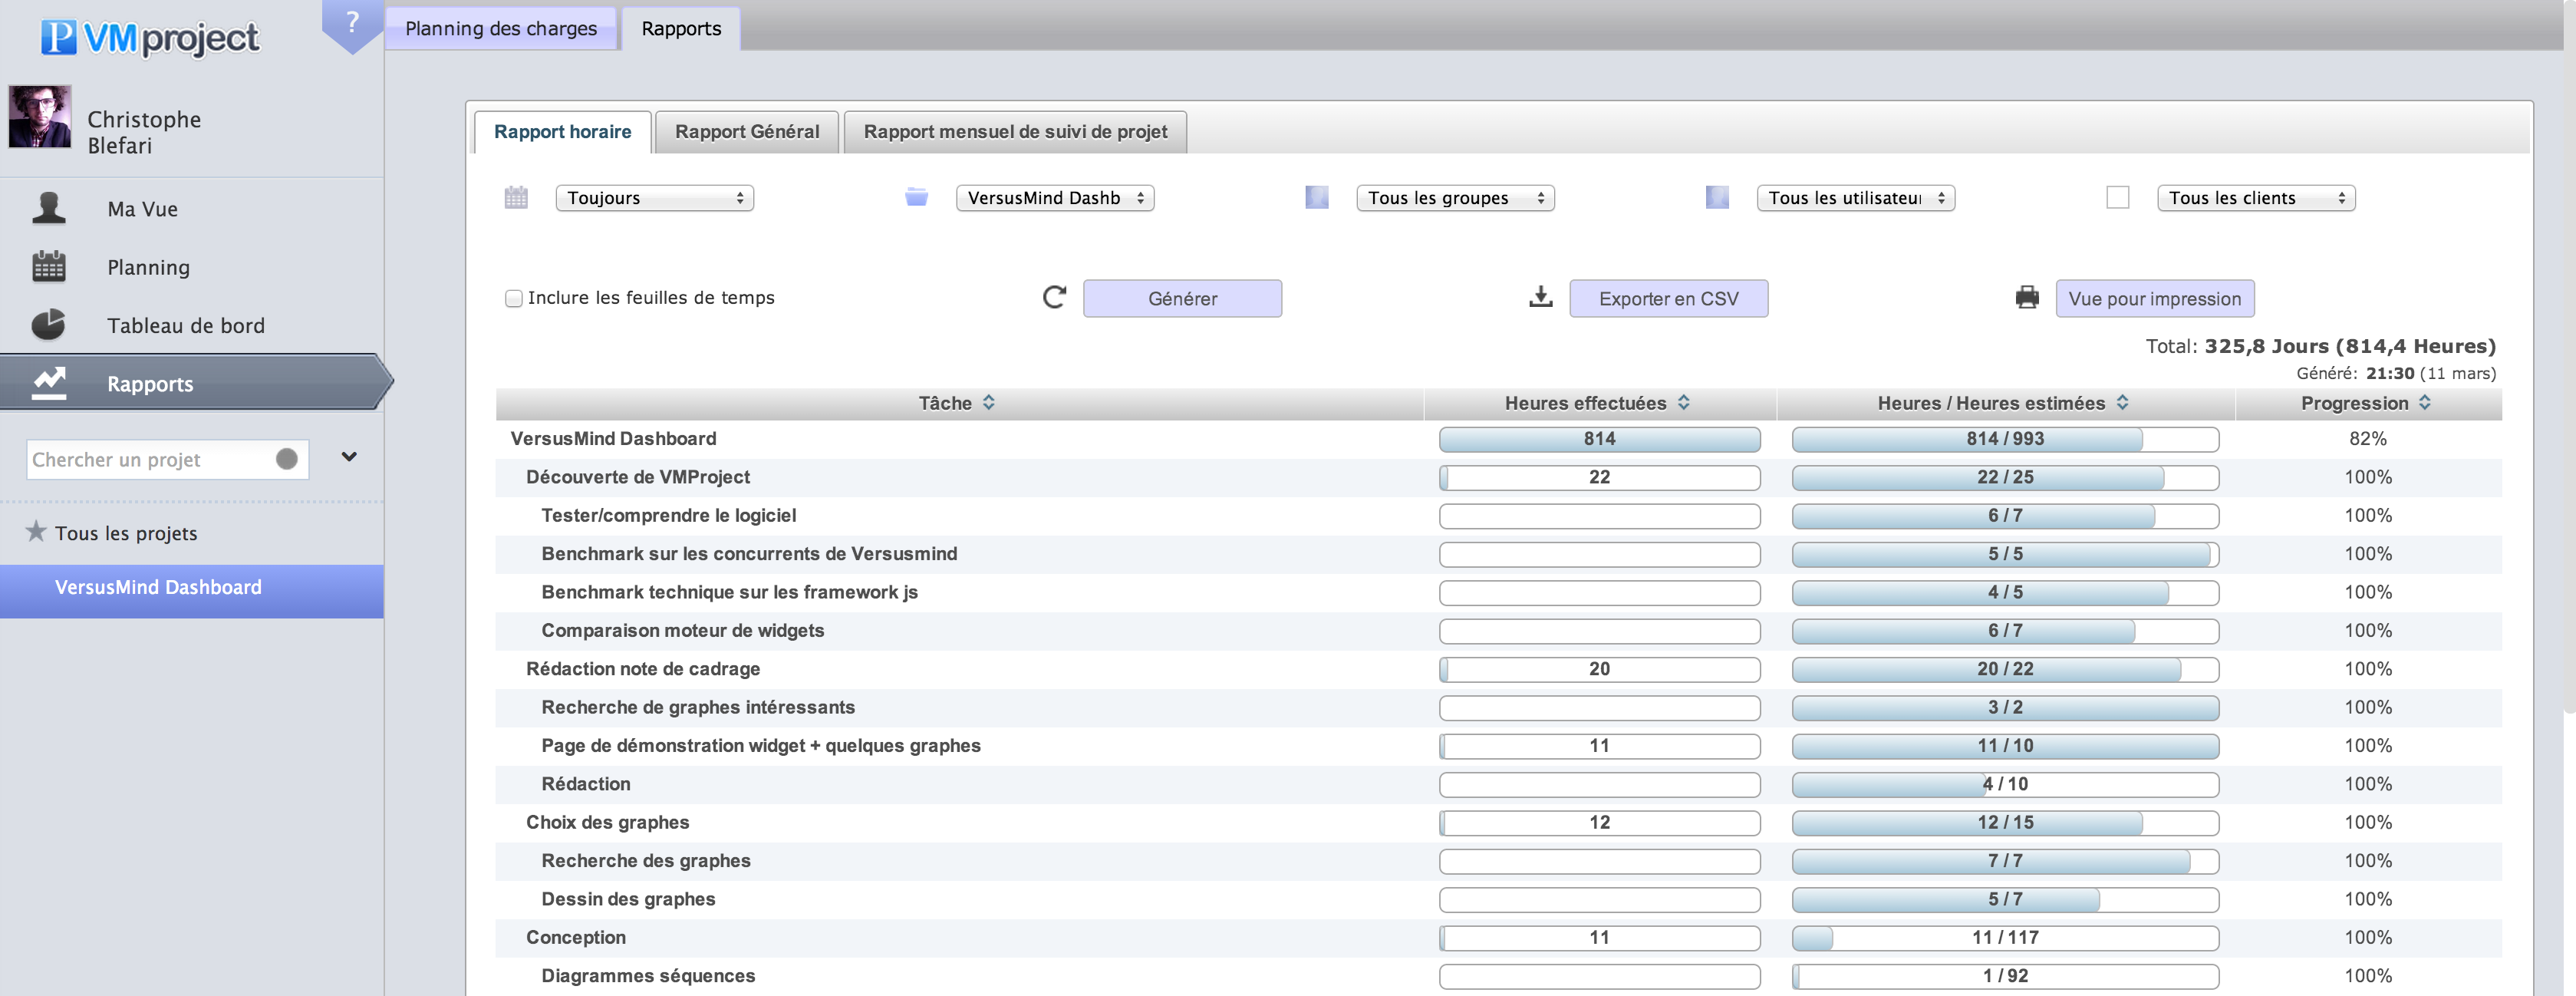 P VMproject
?
Planning des charges
Rapports
Christophe
Blefari
Ma Vue
Planning
Tableau de bord
Rapports
Chercher un projet
Tous les projets
VersusMind Dashboard
Rapport horaire
Rapport Général
Rapport mensuel de suivi de projet
Toujours
VersusMind Dashb
Tous les groupes
Tous les utilisateu
Tous les clients
Inclure les feuilles de temps
Générer
Exporter en CSV
Vue pour impression
Total: 325,8 Jours (814,4 Heures)
Généré: 21:30 (11 mars)
Tâche Heures effectuées Heures / Heures estimées Progression
VersusMind Dashboard 814 814 / 993 82%
Découverte de VMProject 22 22 / 25 100%
Tester/comprendre le logiciel 6 / 7 100%
Benchmark sur les concurrents de Versusmind 5 / 5 100%
Benchmark technique sur les framework js 4 / 5 100%
Comparaison moteur de widgets 6 / 7 100%
Rédaction note de cadrage 20 20 / 22 100%
Recherche de graphes intéressants 3 / 2 100%
Page de démonstration widget + quelques graphes 11 11 / 10 100%
Rédaction 4 / 10 100%
Choix des graphes 12 12 / 15 100%
Recherche des graphes 7 / 7 100%
Dessin des graphes 5 / 7 100%
Conception 11 11 / 117 100%
Diagrammes séquences 1 / 92 100%